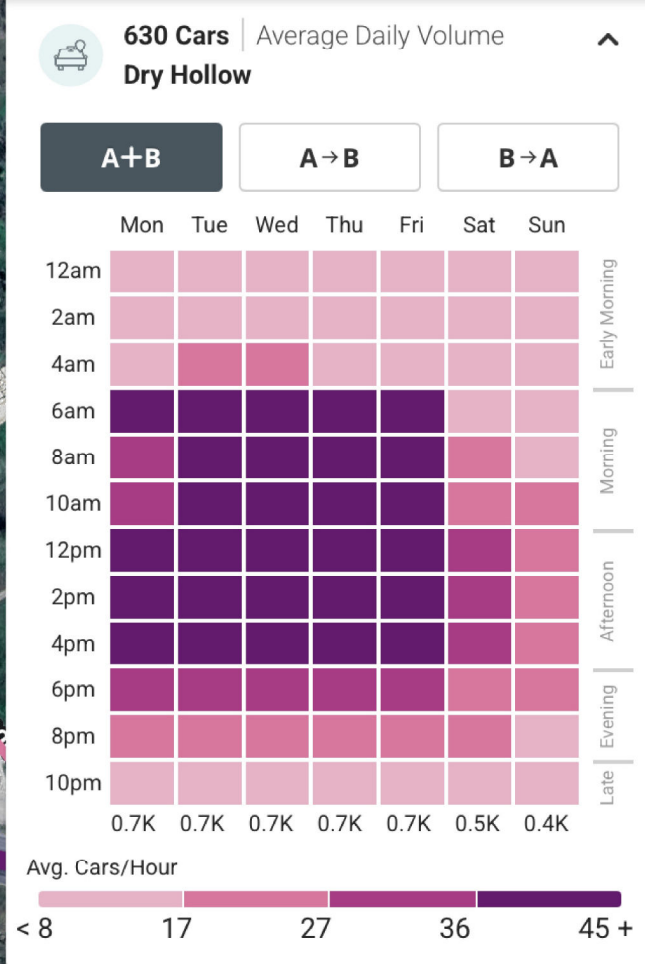 630 Cars | Average Daily Volume
Dry Hollow
A+B
A→B
B→A
Mon Tue Wed Thu Fri Sat Sun
12am
2am
4am
Early Morning
6am
8am
10am
Morning
12pm
2pm
4pm
Afternoon
6pm
8pm
Evening
10pm
Late
0.7K 0.7K 0.7K 0.7K 0.7K 0.5K 0.4K
Avg. Cars/Hour
< 8 17 27 36 45 +